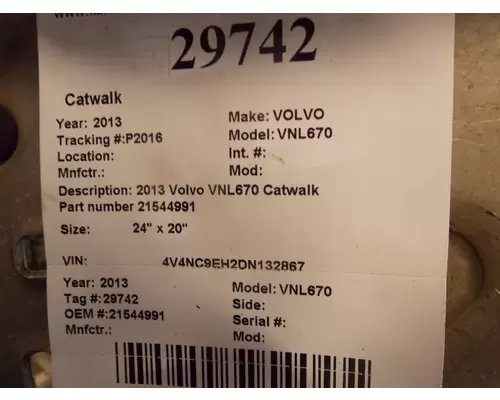 29742
Catwalk
Year: 2013 Make: VOLVO
Tracking #:P2016 Model: VNL670
Location: Int. #:
Mnfctr.: Mod:
Description: 2013 Volvo VNL670 Catwalk
Part number 21544991
Size: 24" x 20"
VIN: 4V4NC9EH2DN132867
Year: 2013 Model: VNL670
Tag #: 29742 Side:
OEM #:21544991 Serial #:
Mnfctr.: Mod: